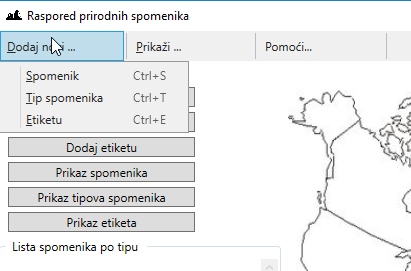 Raspored prirodnih spomenika
Dodaj novi ... Prikaži ... Pomoći...
Spomenik Ctrl+S
Tip spomenika Ctrl+T
Etiketu Ctrl+E
Dodaj etiketu
Prikaz spomenika
Prikaz tipova spomenika
Prikaz etiketa
Lista spomenika po tipu